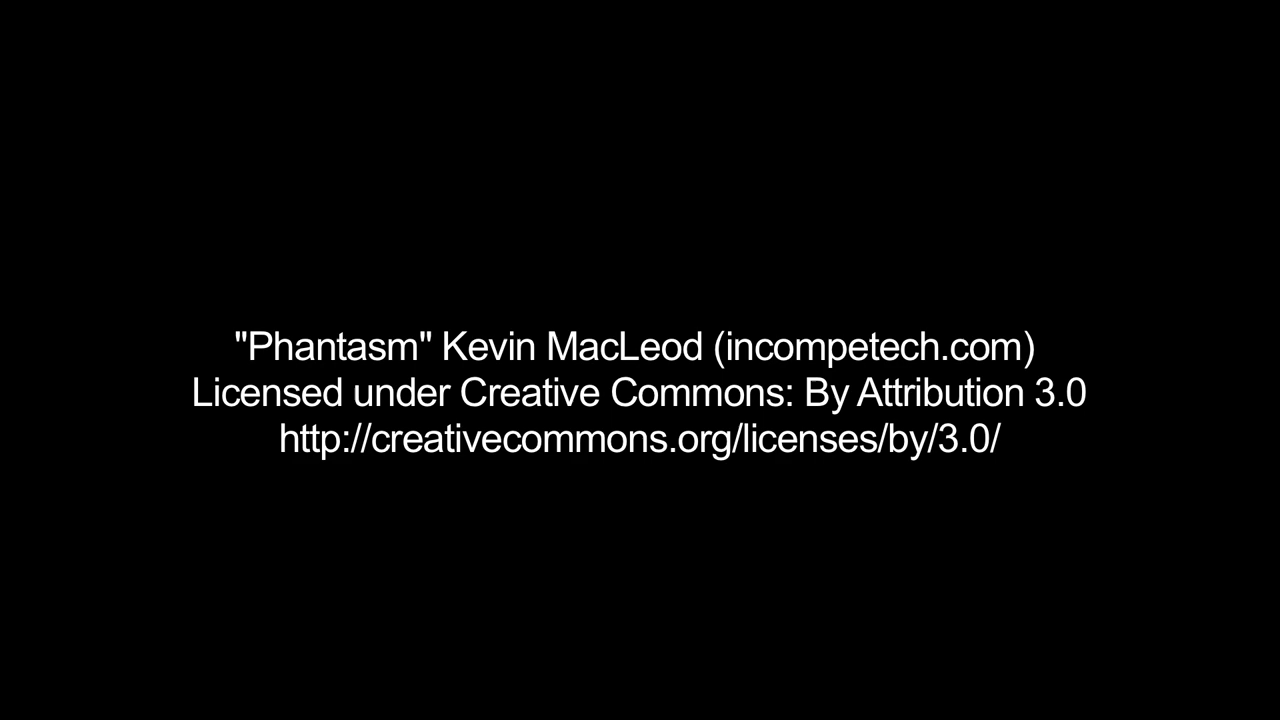 "Phantasm" Kevin MacLeod (incompetech.com)
Licensed under Creative Commons: By Attribution 3.0
http://creativecommons.org/licenses/by/3.0/